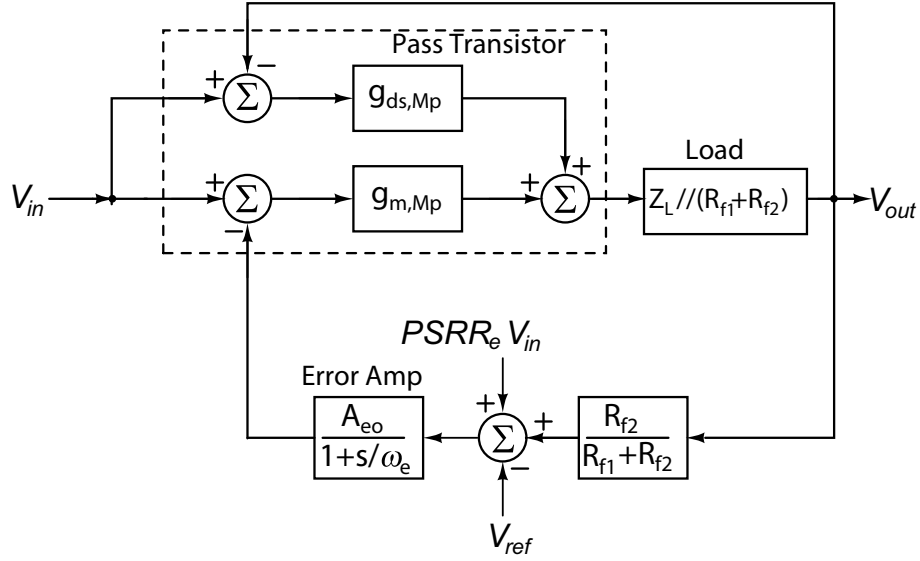 Pass Transistor
+
−
Σ
g_ds,Mp
V_in
+
−
Σ
g_m,Mp
+
+
Σ
Load
Z_L//(R_f1+R_f2)
V_out
PSRR_e V_in
Error Amp
A_eo
1+s/ω_e
+
+
−
Σ
R_f2
R_f1+R_f2
V_ref